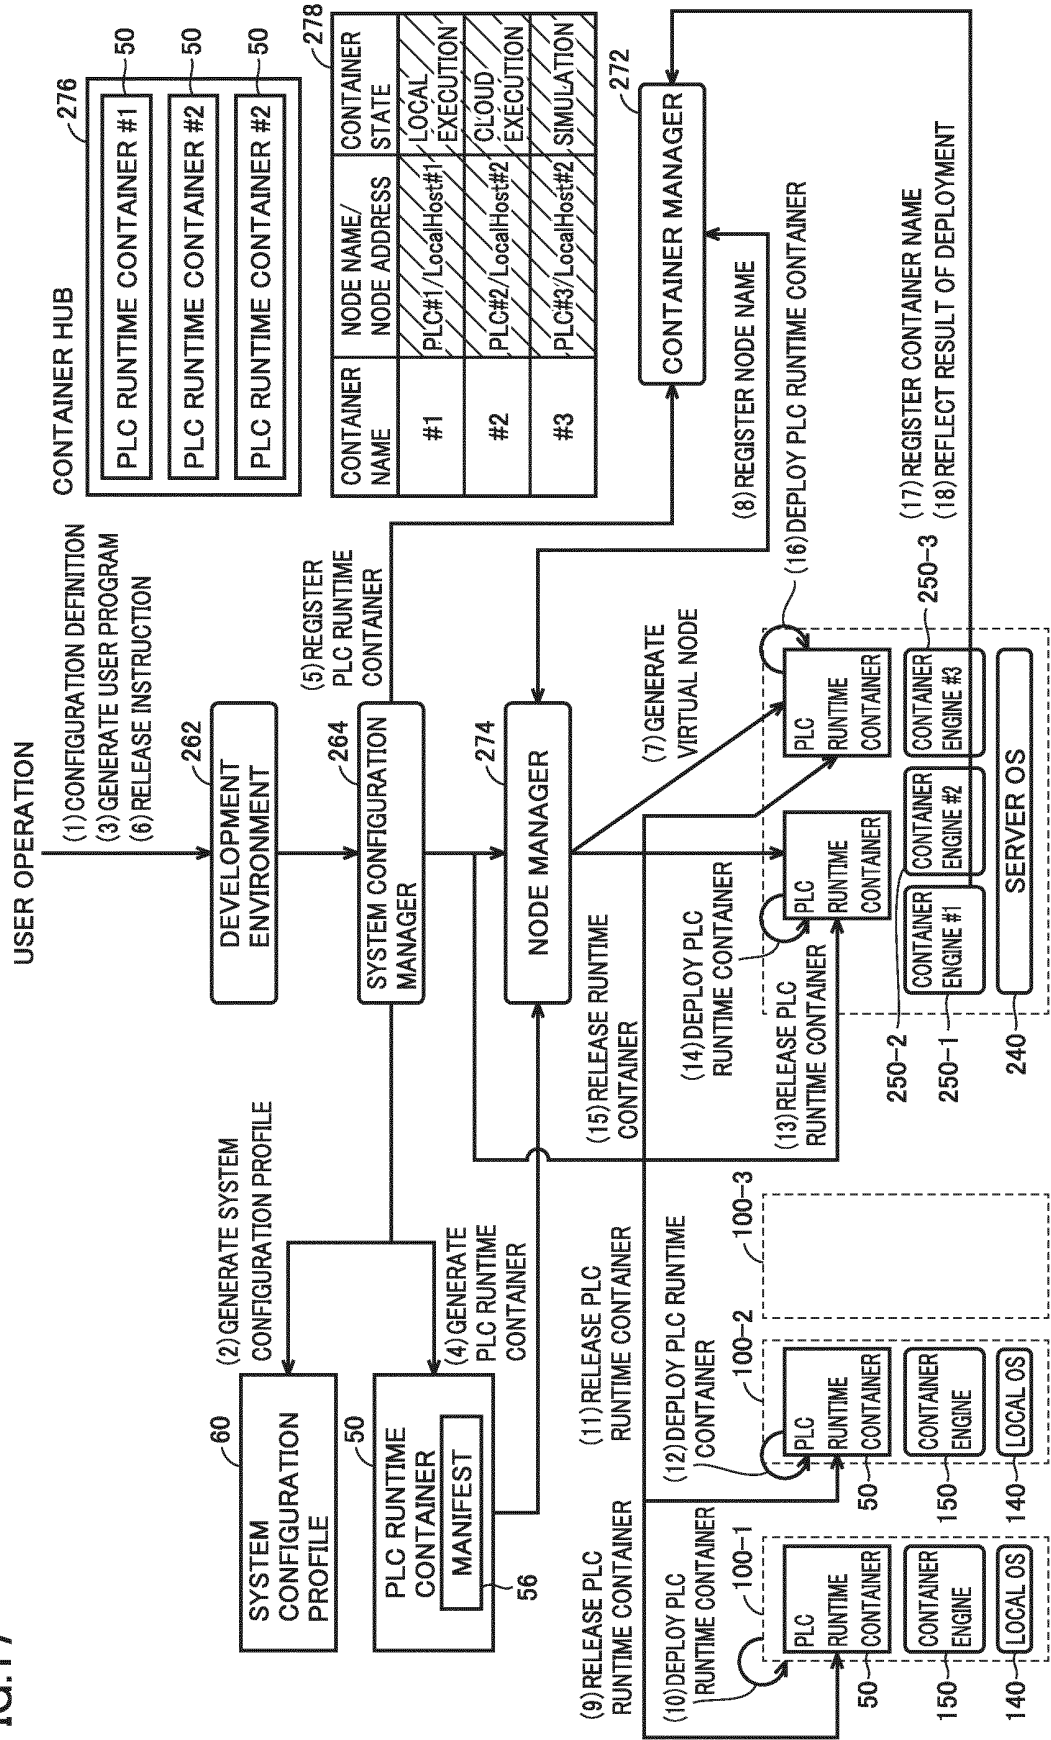 USER OPERATION
(1)CONFIGURATION DEFINITION
(3)GENERATE USER PROGRAM
(6)RELEASE INSTRUCTION
262
DEVELOPMENT
ENVIRONMENT
264
SYSTEM CONFIGURATION
MANAGER
274
NODE MANAGER
CONTAINER HUB
276
PLC RUNTIME CONTAINER #1
50
PLC RUNTIME CONTAINER #2
50
PLC RUNTIME CONTAINER #2
50
278
CONTAINER
NAME
NODE NAME/
NODE ADDRESS
CONTAINER
STATE
#1
PLC#1/LocalHost#1
LOCAL
EXECUTION
#2
PLC#2/LocalHost#2
CLOUD
EXECUTION
#3
PLC#3/LocalHost#2
SIMULATION
272
CONTAINER MANAGER
(2)GENERATE SYSTEM
CONFIGURATION PROFILE
60
SYSTEM
CONFIGURATION
PROFILE
50
PLC RUNTIME
CONTAINER
MANIFEST
56
(4)GENERATE
PLC RUNTIME
CONTAINER
(5)REGISTER
PLC RUNTIME
CONTAINER
(7)GENERATE
VIRTUAL NODE
(8)REGISTER NODE NAME
(9)RELEASE PLC
RUNTIME CONTAINER
(10)DEPLOY PLC
RUNTIME CONTAINER
(11)RELEASE PLC
RUNTIME CONTAINER
(12)DEPLOY PLC RUNTIME
CONTAINER
(15)RELEASE RUNTIME
CONTAINER
(14)DEPLOY PLC
RUNTIME CONTAINER
(13)RELEASE PLC
RUNTIME CONTAINER
(16)DEPLOY PLC RUNTIME CONTAINER
(17)REGISTER CONTAINER NAME
(18)REFLECT RESULT OF DEPLOYMENT
100-1
PLC
RUNTIME
CONTAINER
50
CONTAINER
ENGINE
150
LOCAL OS
140
100-2
PLC
RUNTIME
CONTAINER
50
CONTAINER
ENGINE
150
LOCAL OS
140
100-3
PLC
RUNTIME
CONTAINER
PLC
RUNTIME
CONTAINER
250-2
250-1
CONTAINER
ENGINE #1
CONTAINER
ENGINE #2
CONTAINER
ENGINE #3
250-3
SERVER OS
240